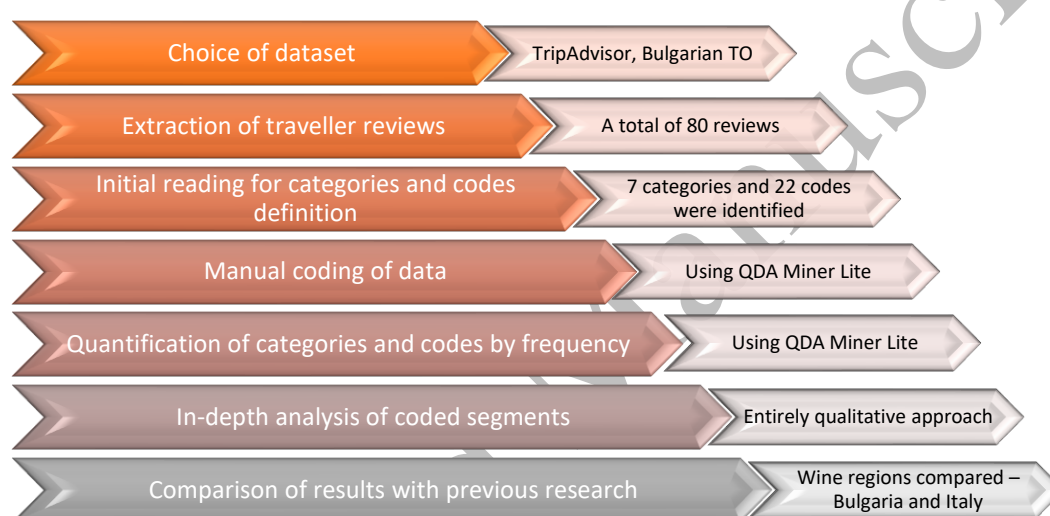 Choice of dataset
TripAdvisor, Bulgarian TO
Extraction of traveller reviews
A total of 80 reviews
Initial reading for categories and codes
definition
7 categories and 22 codes
were identified
Manual coding of data
Using QDA Miner Lite
Quantification of categories and codes by frequency
Using QDA Miner Lite
In-depth analysis of coded segments
Entirely qualitative approach
Comparison of results with previous research
Wine regions compared –
Bulgaria and Italy